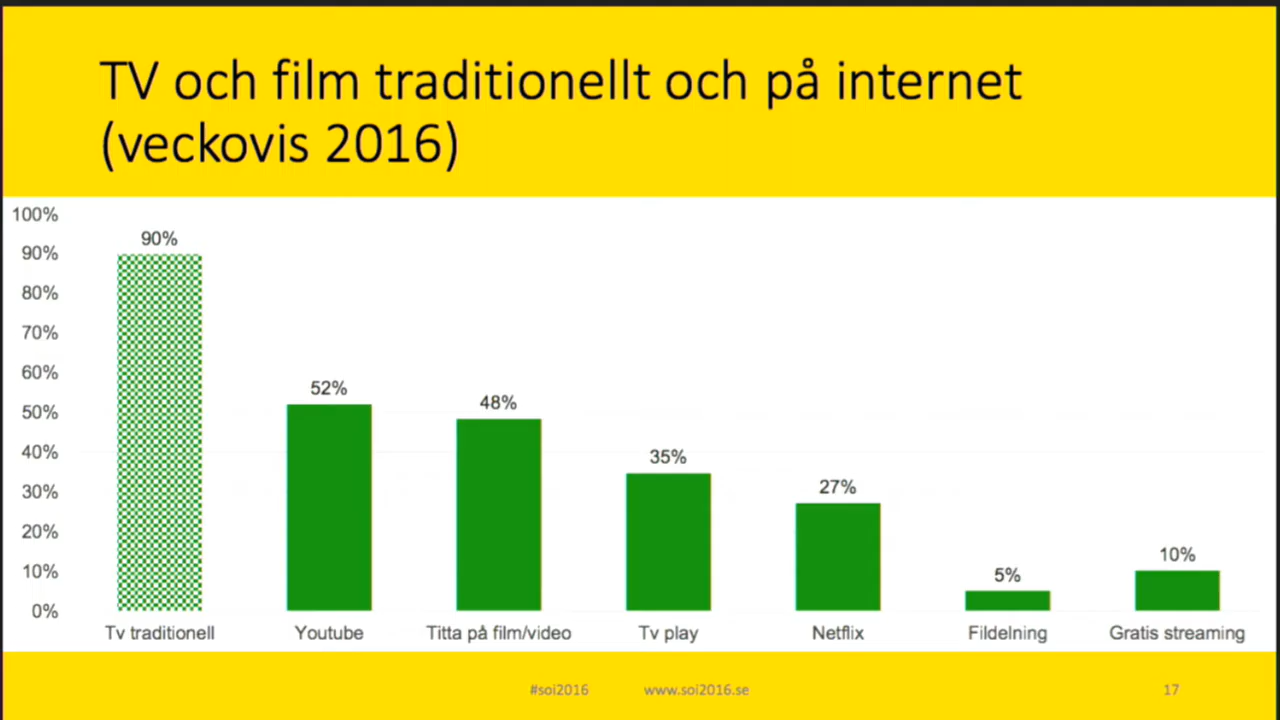 TV och film traditionellt och på internet
(veckovis 2016)
100%
90%
80%
70%
60%
50%
40%
30%
20%
10%
0%
90%
52%
48%
35%
27%
5%
10%
Tv traditionell
Youtube
Titta på film/video
Tv play
Netflix
Fildelning
Gratis streaming
#soi2016
www.soi2016.se
17